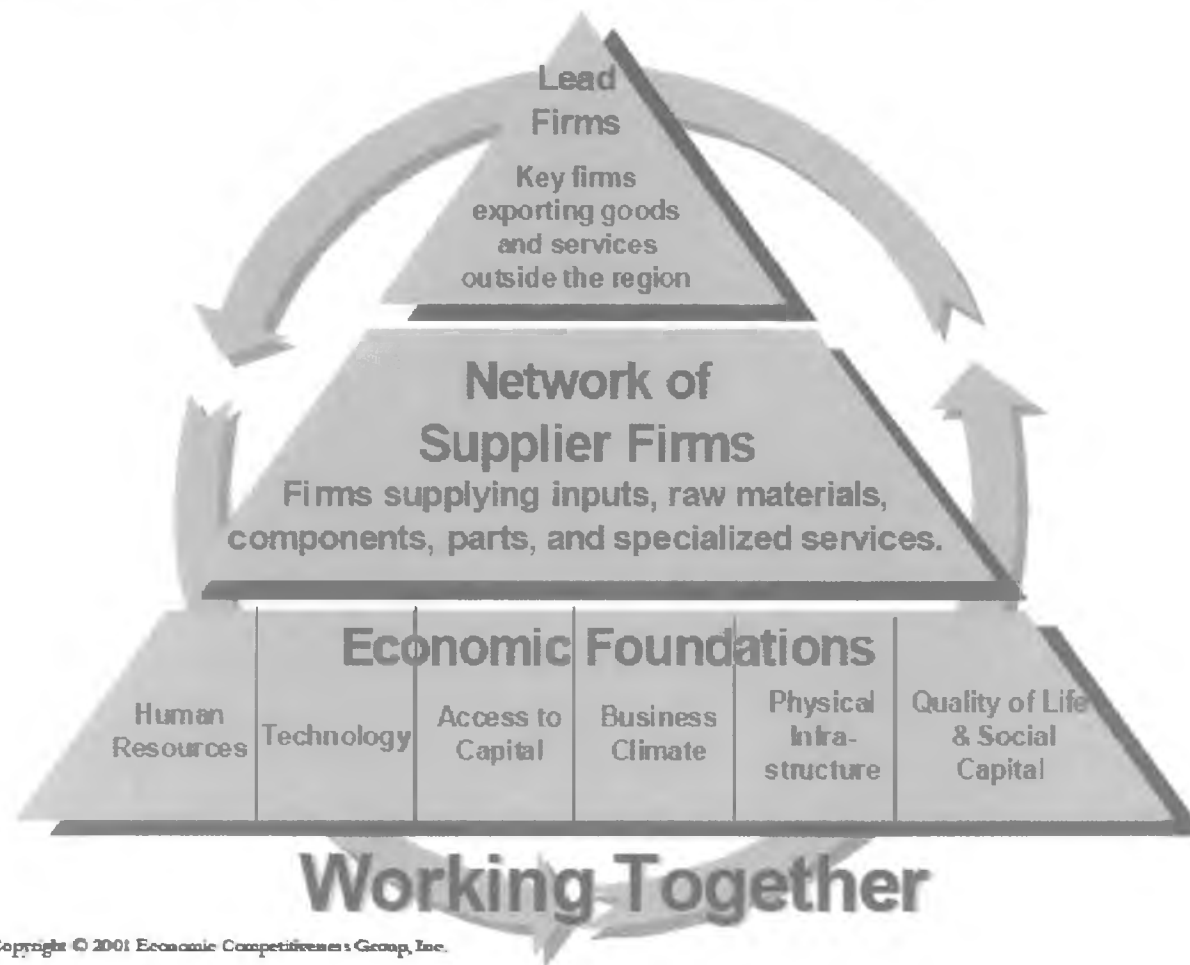 Lead
Firms
Key firms
exporting goods
and services
outside the region
Network of
Supplier Firms
Firms supplying inputs, raw materials,
components, parts, and specialized services.
Economic Foundations
Human
Resources
Technology
Access to
Capital
Business
Climate
Physical
Infra-
structure
Quality of Life
& Social
Capital
Working Together
Copyright © 2001 Economic Competitiveness Group, Inc.